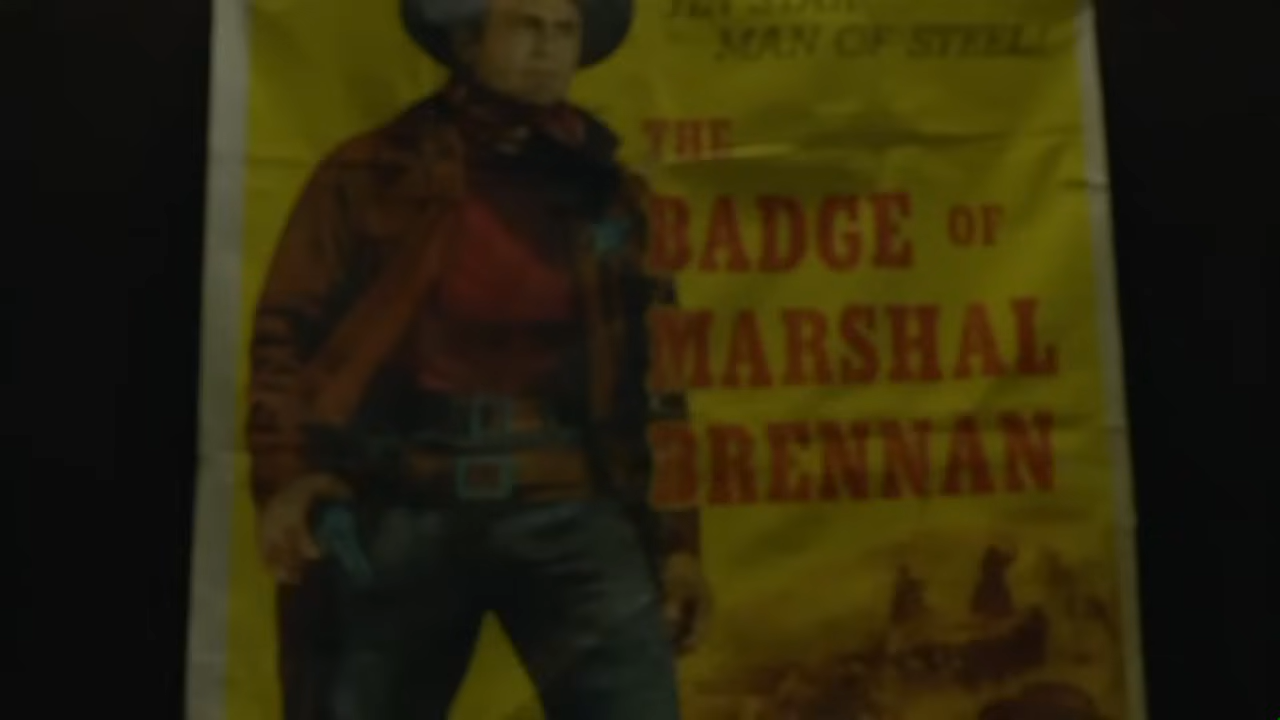 MAN OF STEEL!
THE
BADGE OF
MARSHAL
BRENNAN